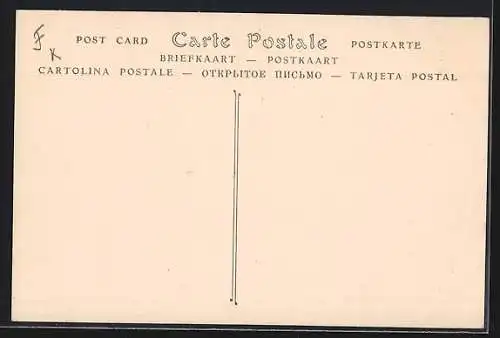 F
x
POST CARD Carte Postale POSTKARTE
BRIEFKAART — POSTKAART
CARTOLINA POSTALE — ОТКРЫТОЕ ПИСЬМО — TARJETA POSTAL